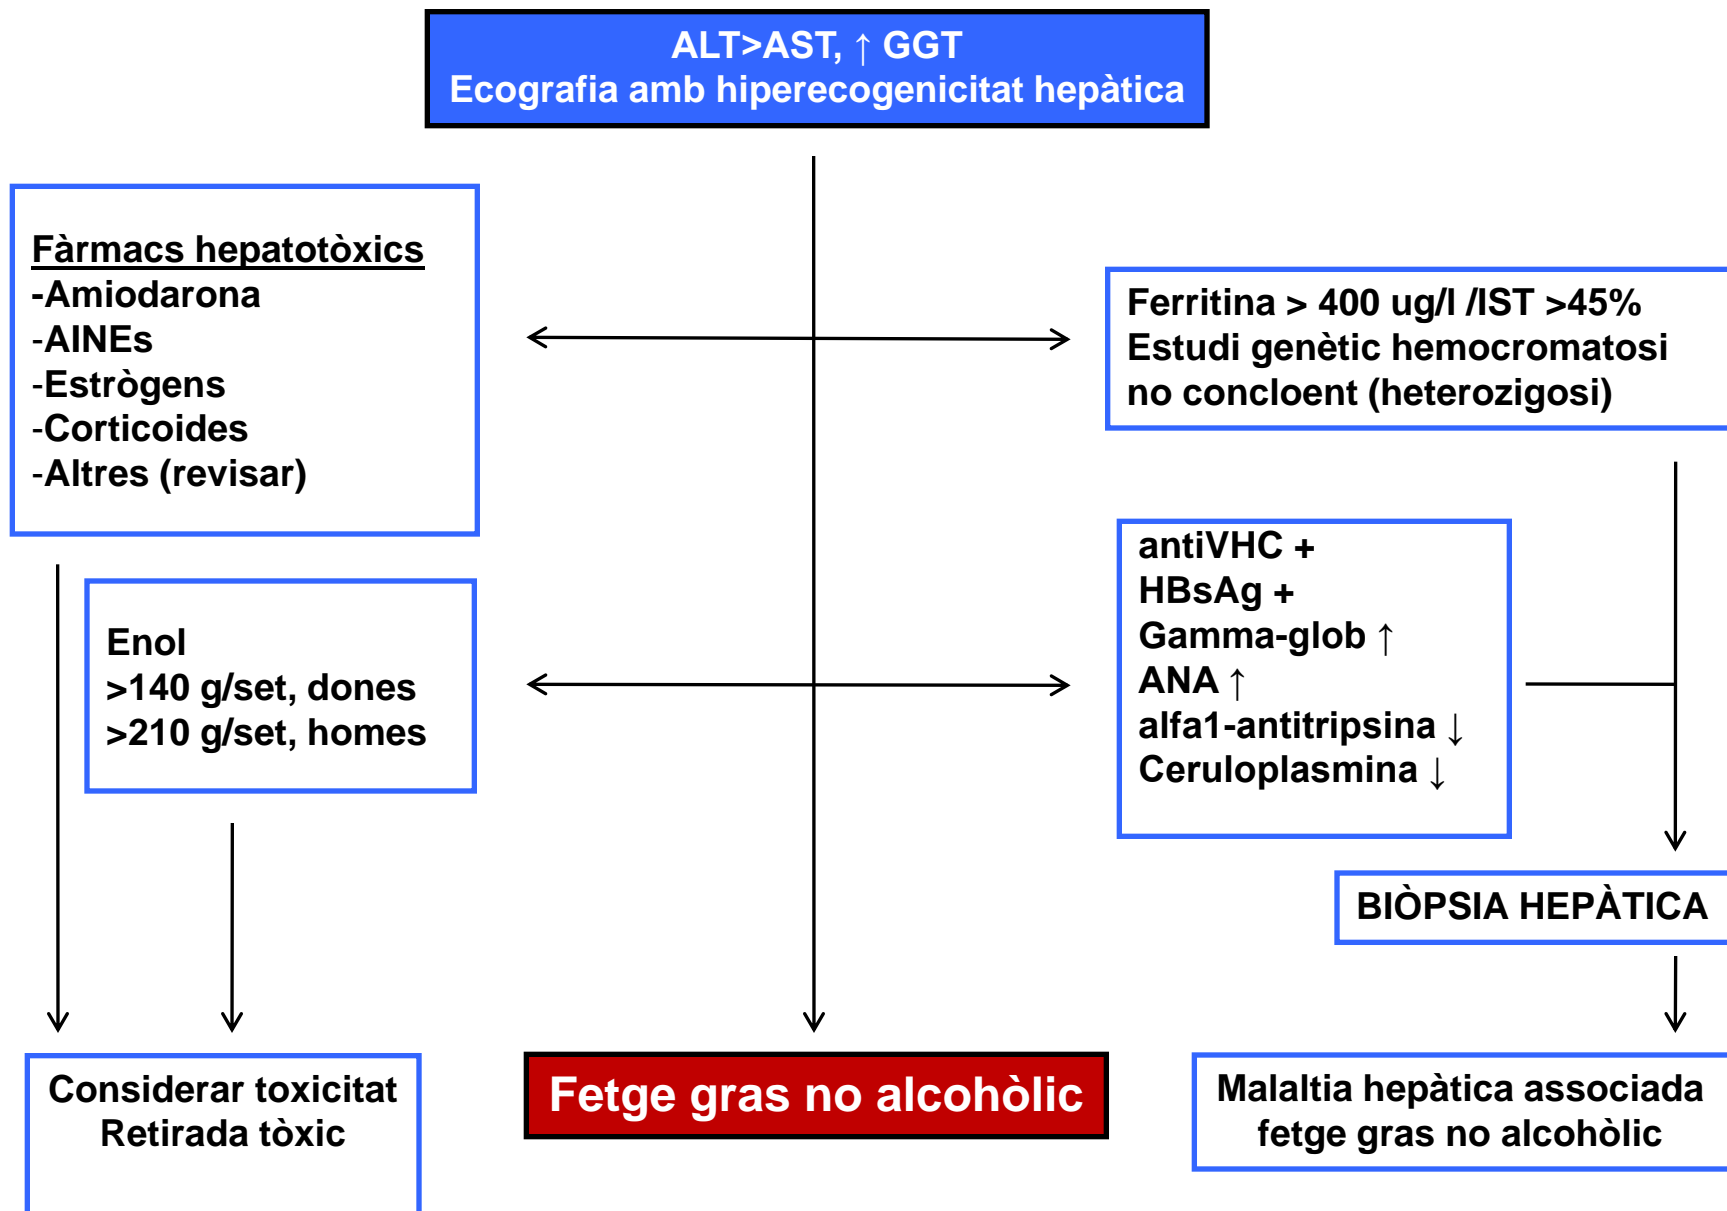 ALT>AST, ↑ GGT
Ecografia amb hiperecogenicitat hepàtica
Fàrmacs hepatotòxics
-Amiodarona
-AINEs
-Estrògens
-Corticoides
-Altres (revisar)
Ferritina > 400 ug/l /IST >45%
Estudi genètic hemocromatosi
no concloent (heterozigosi)
Enol
>140 g/set, dones
>210 g/set, homes
antiVHC +
HBsAg +
Gamma-glob ↑
ANA ↑
alfa1-antitripsina ↓
Ceruloplasmina ↓
BIÒPSIA HEPÀTICA
Considerar toxicitat
Retirada tòxic
Fetge gras no alcohòlic
Malaltia hepàtica associada
fetge gras no alcohòlic